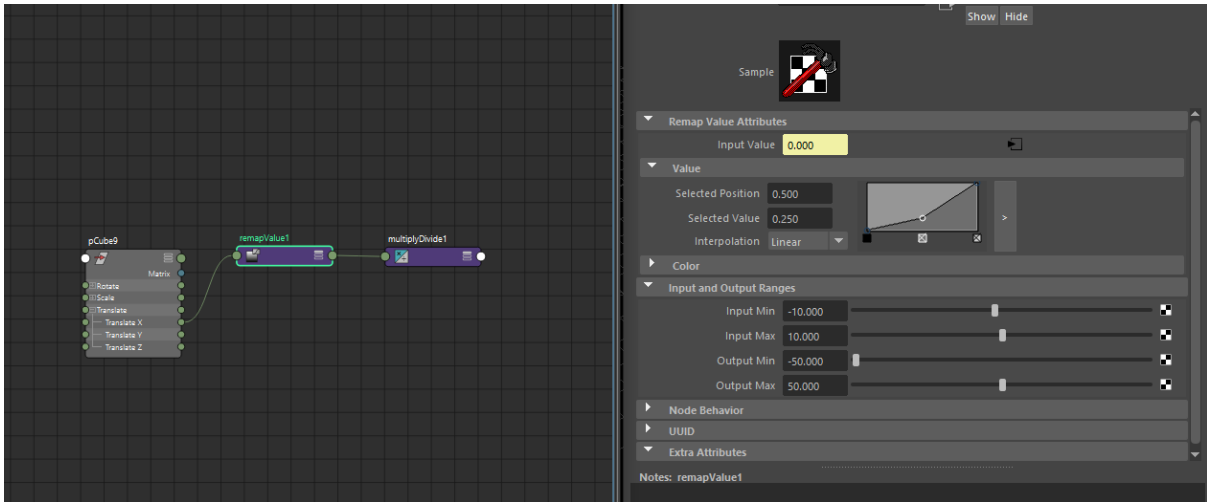 pCube9
Matrix
Rotate
Scale
Translate
Translate X
Translate Y
Translate Z
remapValue1
multiplyDivide1
Show Hide
Sample
Remap Value Attributes
Input Value 0.000
Value
Selected Position 0.500
Selected Value 0.250
Interpolation Linear
>
Color
Input and Output Ranges
Input Min -10.000
Input Max 10.000
Output Min -50.000
Output Max 50.000
Node Behavior
UUID
Extra Attributes
Notes: remapValue1